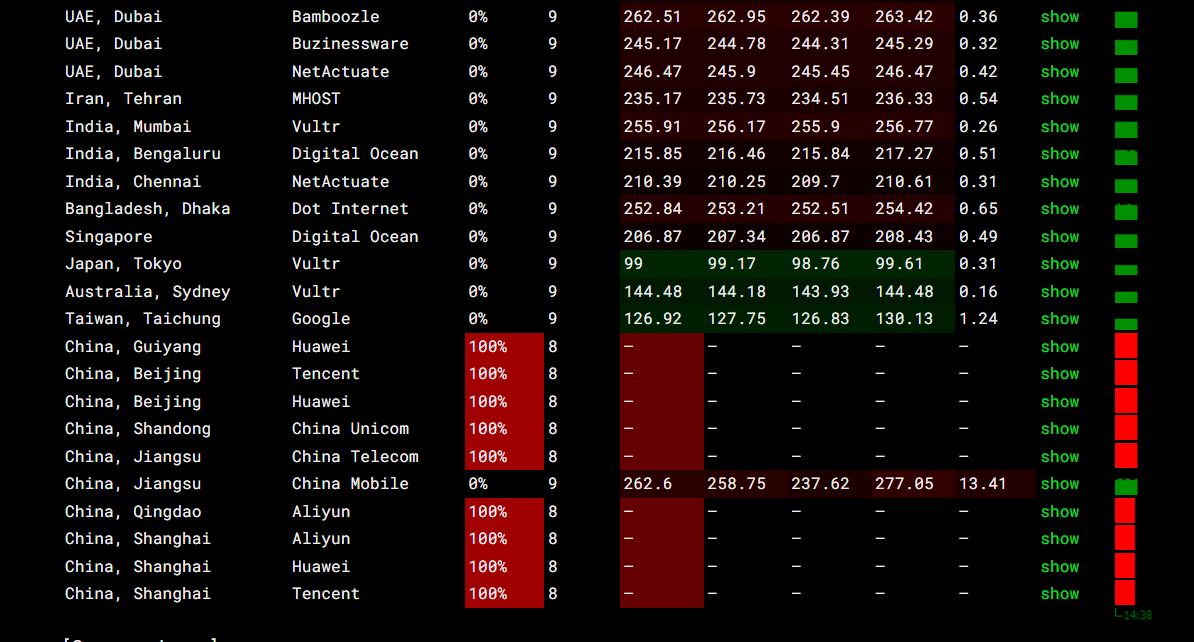 UAE, Dubai Bamboozle 0% 9 262.51 262.95 262.39 263.42 0.36 show
UAE, Dubai Buzinessware 0% 9 245.17 244.78 244.31 245.29 0.32 show
UAE, Dubai NetActuate 0% 9 246.47 245.9 245.45 246.47 0.42 show
Iran, Tehran MHOST 0% 9 235.17 235.73 234.51 236.33 0.54 show
India, Mumbai Vultr 0% 9 255.91 256.17 255.9 256.77 0.26 show
India, Bengaluru Digital Ocean 0% 9 215.85 216.46 215.84 217.27 0.51 show
India, Chennai NetActuate 0% 9 210.39 210.25 209.7 210.61 0.31 show
Bangladesh, Dhaka Dot Internet 0% 9 252.84 253.21 252.51 254.42 0.65 show
Singapore Digital Ocean 0% 9 206.87 207.34 206.87 208.43 0.49 show
Japan, Tokyo Vultr 0% 9 99 99.17 98.76 99.61 0.31 show
Australia, Sydney Vultr 0% 9 144.48 144.18 143.93 144.48 0.16 show
Taiwan, Taichung Google 0% 9 126.92 127.75 126.83 130.13 1.24 show
China, Guiyang Huawei 100% 8 – – – – – show
China, Beijing Tencent 100% 8 – – – – – show
China, Beijing Huawei 100% 8 – – – – – show
China, Shandong China Unicom 100% 8 – – – – – show
China, Jiangsu China Telecom 100% 8 – – – – – show
China, Jiangsu China Mobile 0% 9 262.6 258.75 237.62 277.05 13.41 show
China, Qingdao Aliyun 100% 8 – – – – – show
China, Shanghai Aliyun 100% 8 – – – – – show
China, Shanghai Huawei 100% 8 – – – – – show
China, Shanghai Tencent 100% 8 – – – – – show
14:38